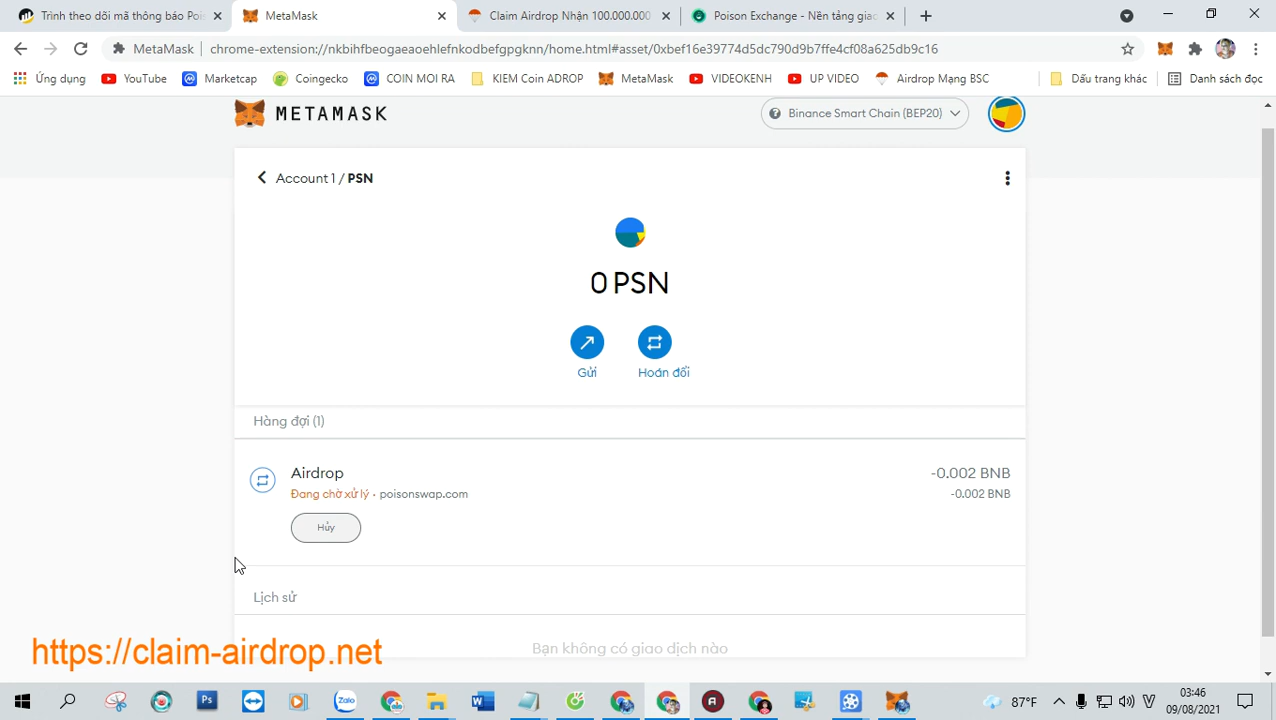 Trình theo dõi mã thông báo Poi
MetaMask
Claim Airdrop Nhận 100.000.000
Poison Exchange - Nền tảng giao
MetaMask
chrome-extension://nkbihfbeogaeaoehlefnkodbefgpgknn/home.html#asset/0xbef16e39774d5dc790d9b7ffe4cf08a625db9c16
Ứng dụng
YouTube
Marketcap
Coingecko
COIN MOI RA
KIEM Coin ADROP
MetaMask
VIDEOKENH
UP VIDEO
Airdrop Mạng BSC
Dấu trang khác
Danh sách đọc
METAMASK
Binance Smart Chain (BEP20)
Account 1 / PSN
0 PSN
Gửi
Hoán đổi
Hàng đợi (1)
Airdrop
-0.002 BNB
Đang chờ xử lý · poisonswap.com
-0.002 BNB
Hủy
Lịch sử
Bạn không có giao dịch nào
https://claim-airdrop.net
Ps
Zalo
87°F
03:46
09/08/2021